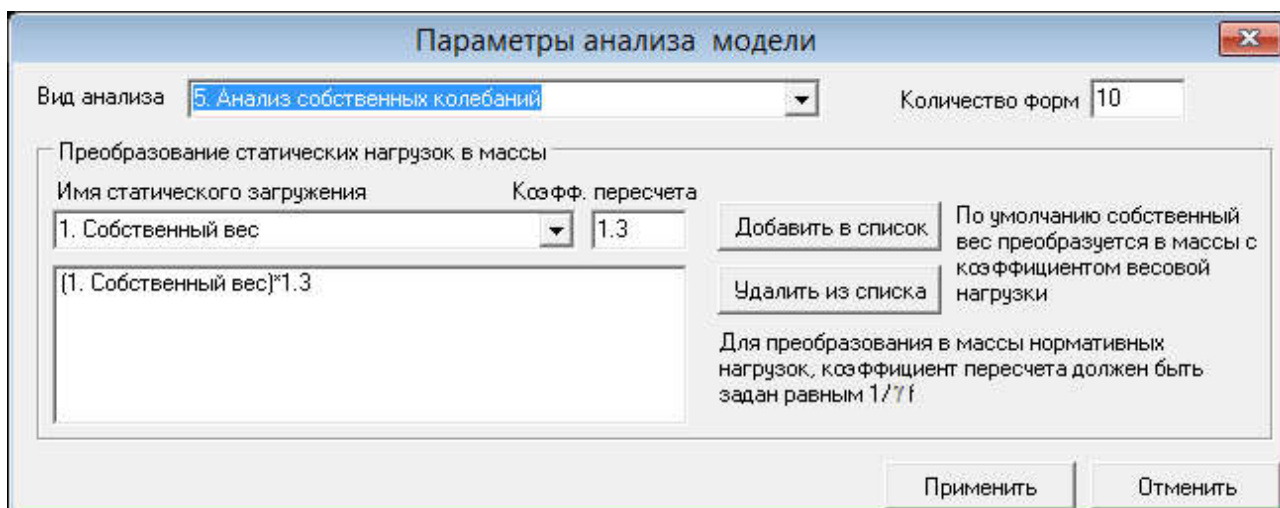 Параметры анализа модели
Вид анализа 5. Анализ собственных колебаний Количество форм 10
Преобразование статических нагрузок в массы
Имя статического загружения Коэфф. пересчета
1. Собственный вес 1.3
Добавить в список
Удалить из списка
По умолчанию собственный
вес преобразуется в массы с
коэффициентом весовой
нагрузки
(1. Собственный вес)*1.3
Для преобразования в массы нормативных
нагрузок, коэффициент пересчета должен быть
задан равным 1/γf
Применить Отменить